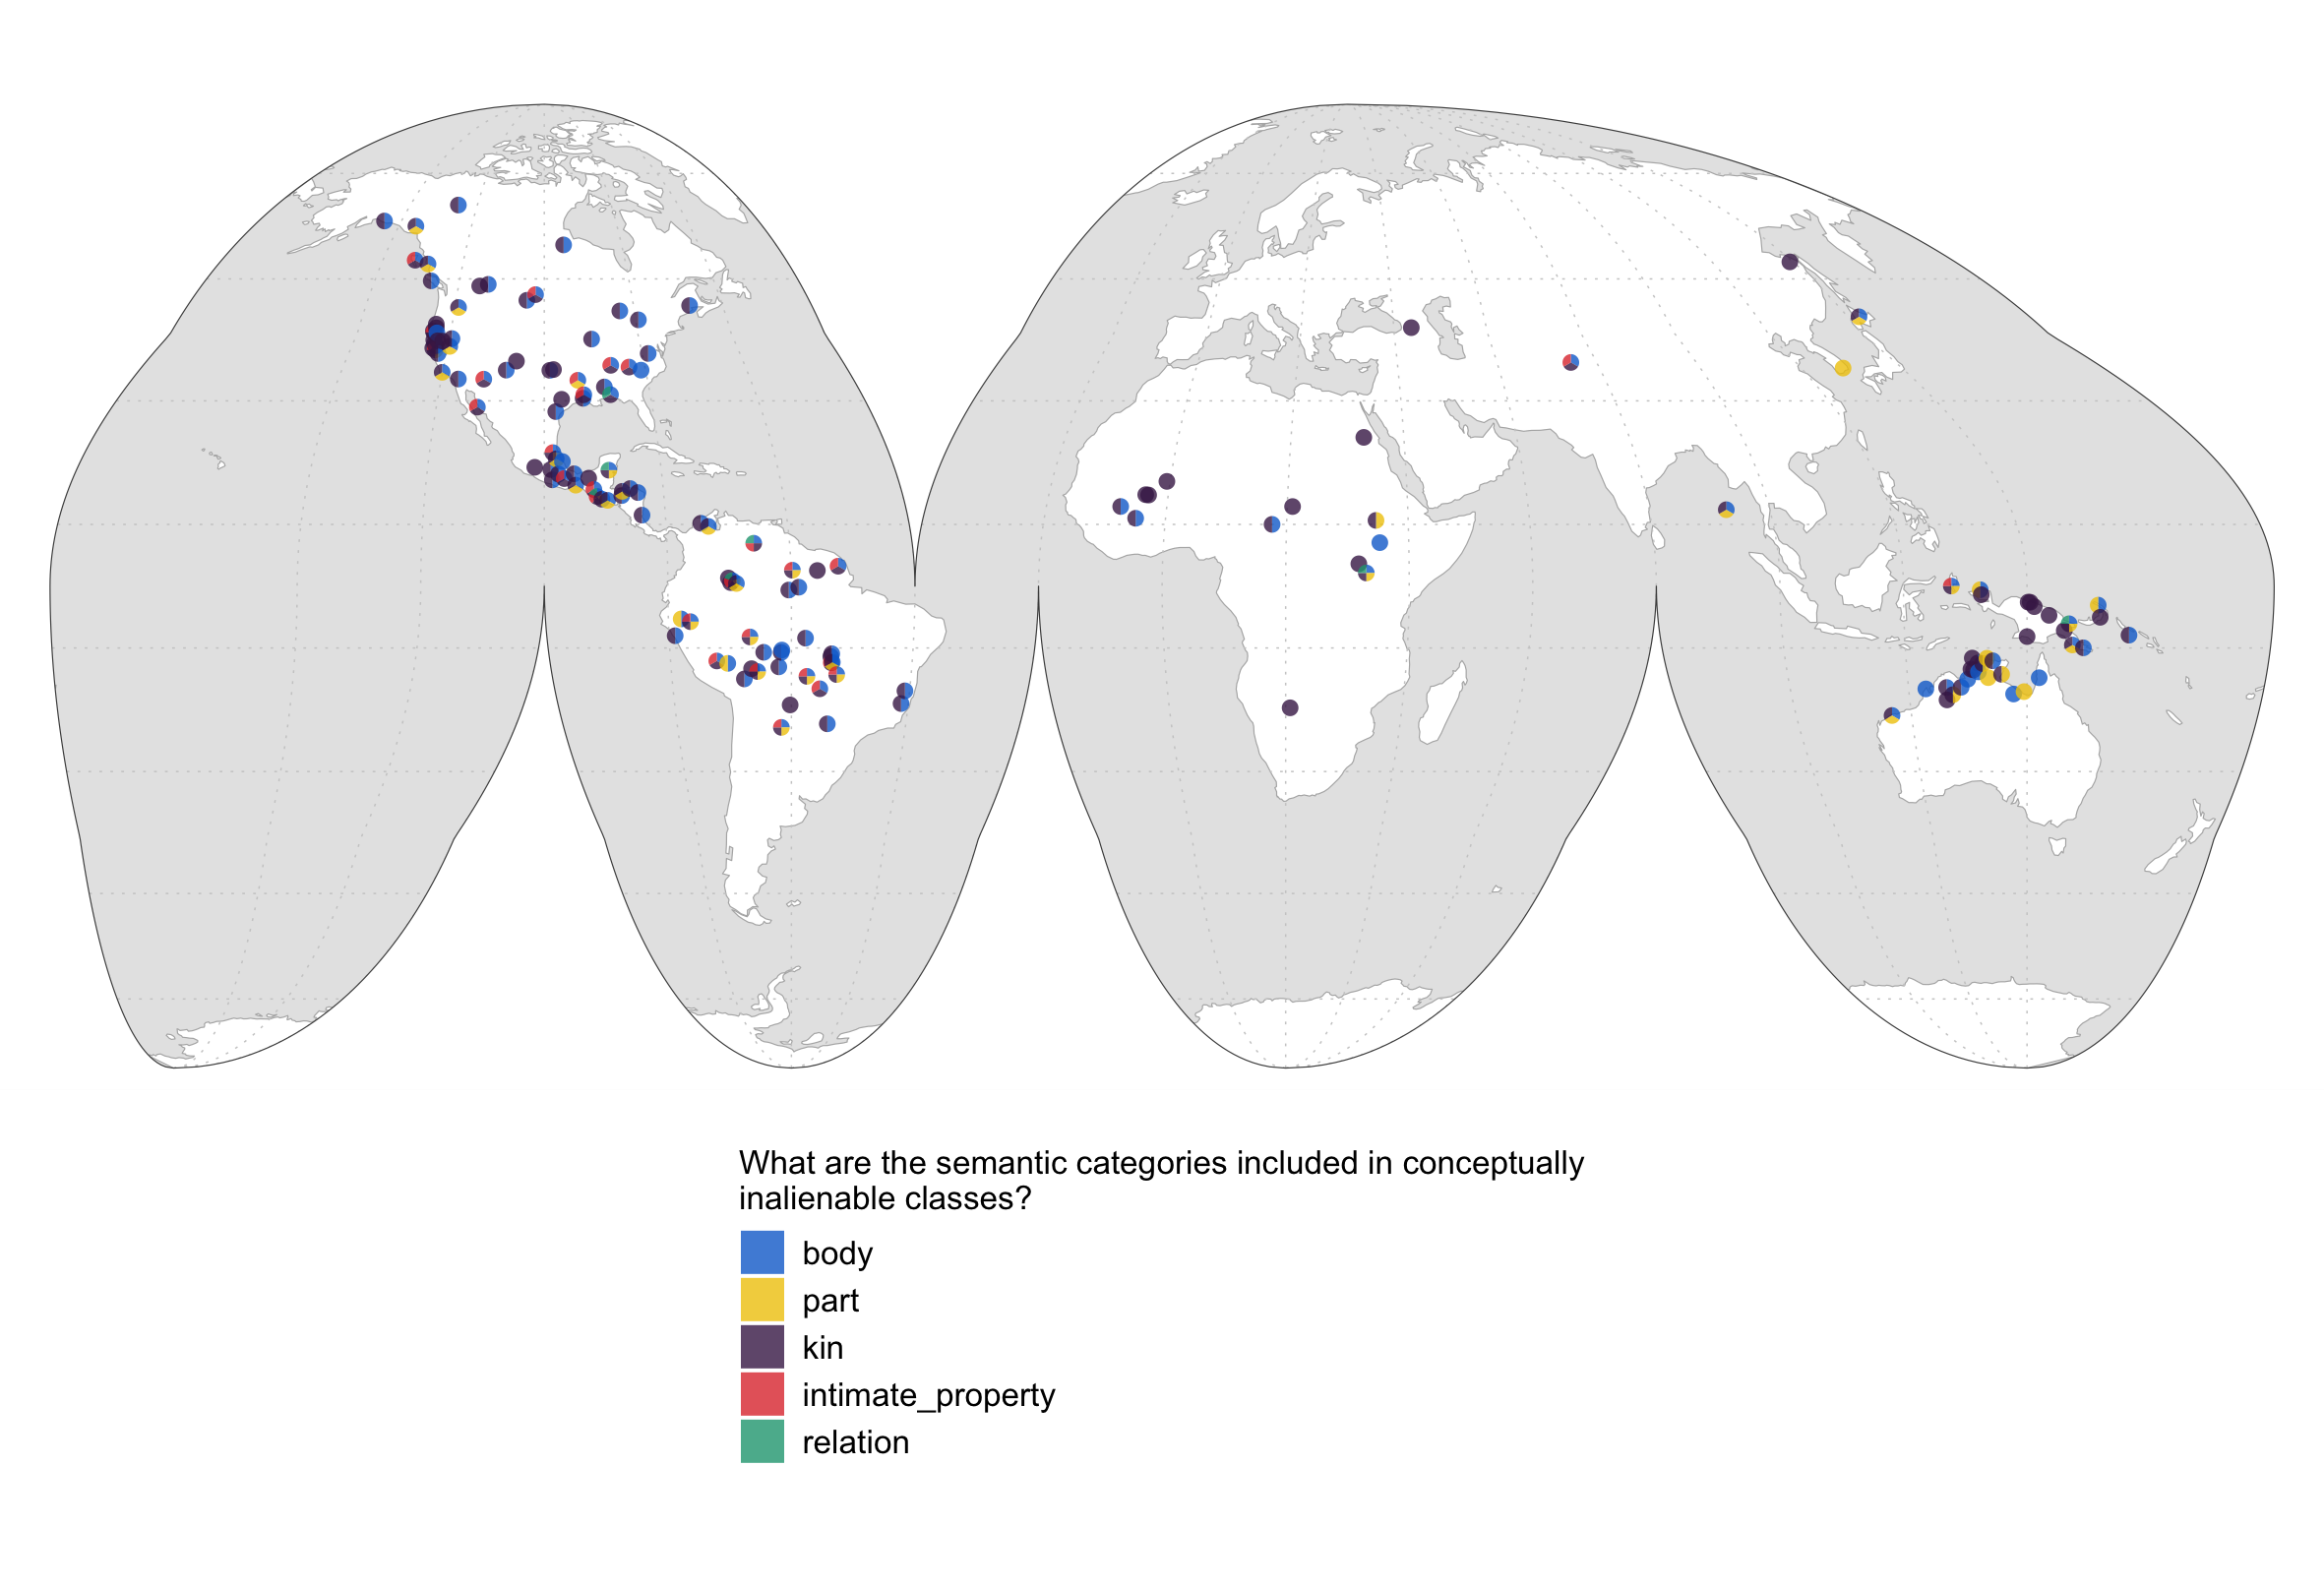 What are the semantic categories included in conceptually
inalienable classes?
body
part
kin
intimate_property
relation